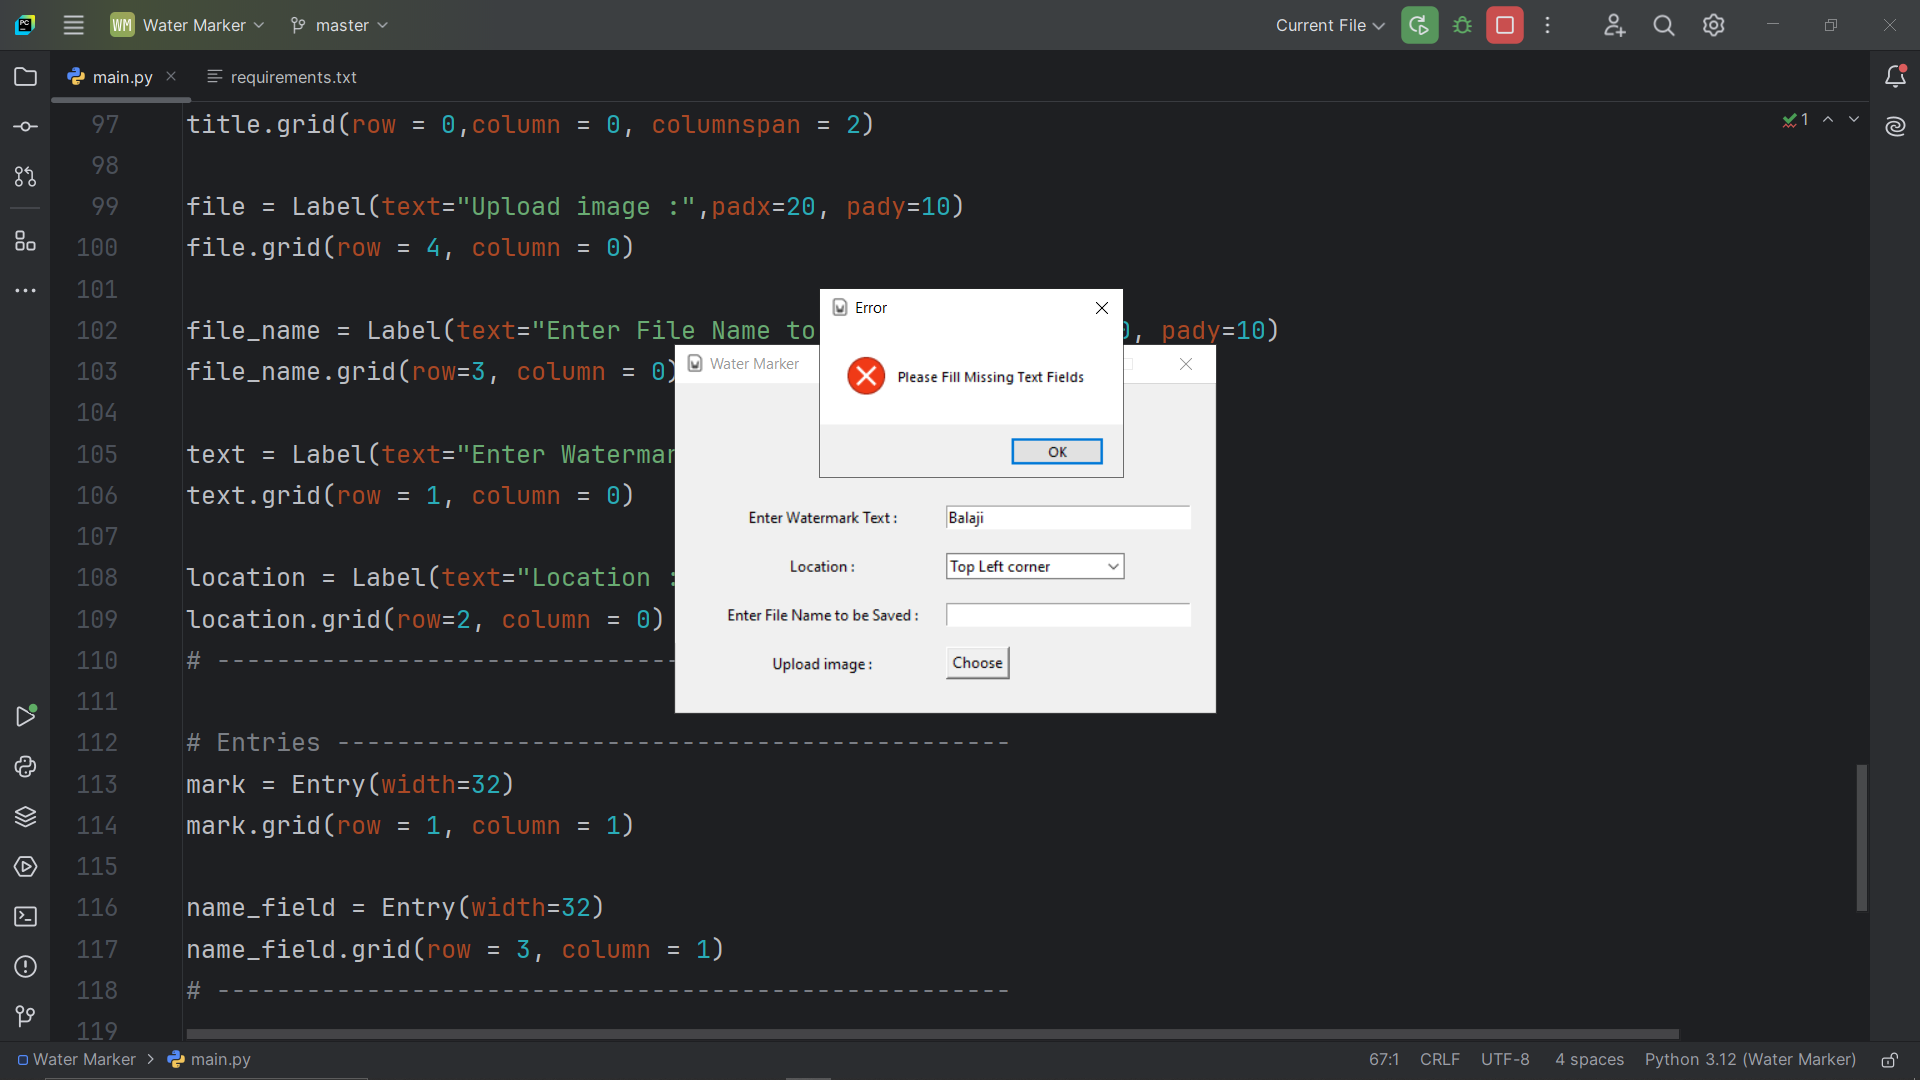 WM Water Marker master Current File
main.py requirements.txt
97 title.grid(row = 0,column = 0, columnspan = 2) 1
98
99 file = Label(text="Upload image :",padx=20, pady=10)
100 file.grid(row = 4, column = 0)
101
102 file_name = Label(text="Enter File Name to , pady=10)
103 file_name.grid(row=3, column = 0)
104
105 text = Label(text="Enter Watermar
106 text.grid(row = 1, column = 0)
107
108 location = Label(text="Location :
109 location.grid(row=2, column = 0)
110 # -------------------------------
111
112 # Entries ---------------------------------------------
113 mark = Entry(width=32)
114 mark.grid(row = 1, column = 1)
115
116 name_field = Entry(width=32)
117 name_field.grid(row = 3, column = 1)
118 # -----------------------------------------------------
119
Error
Please Fill Missing Text Fields
OK
Water Marker
Enter Watermark Text : Balaji
Location : Top Left corner
Enter File Name to be Saved :
Upload image : Choose
Water Marker > main.py 67:1 CRLF UTF-8 4 spaces Python 3.12 (Water Marker)